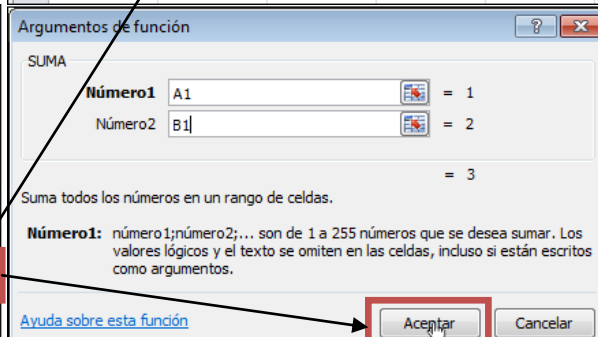 Argumentos de función
SUMA
Número1 A1 = 1
Número2 B1 = 2
= 3
Suma todos los números en un rango de celdas.
Número1: número1;número2;... son de 1 a 255 números que se desea sumar. Los
valores lógicos y el texto se omiten en las celdas, incluso si están escritos
como argumentos.
Ayuda sobre esta función Aceptar Cancelar